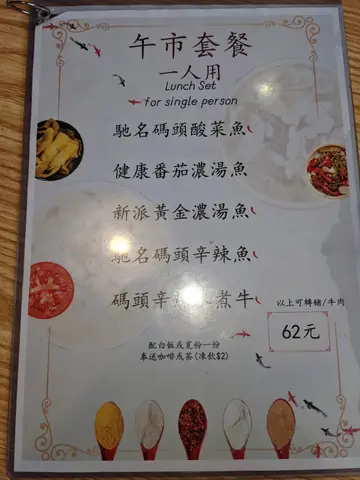 午市套餐
一人用
Lunch Set
for single person
馳名碼頭酸菜魚
健康番茄濃湯魚
新派黃金濃湯魚
馳名碼頭辛辣魚
碼頭辛辣水煮牛
以上可轉豬/牛肉
62元
配白飯或寬粉一份
奉送咖啡或茶(凍飲$2)